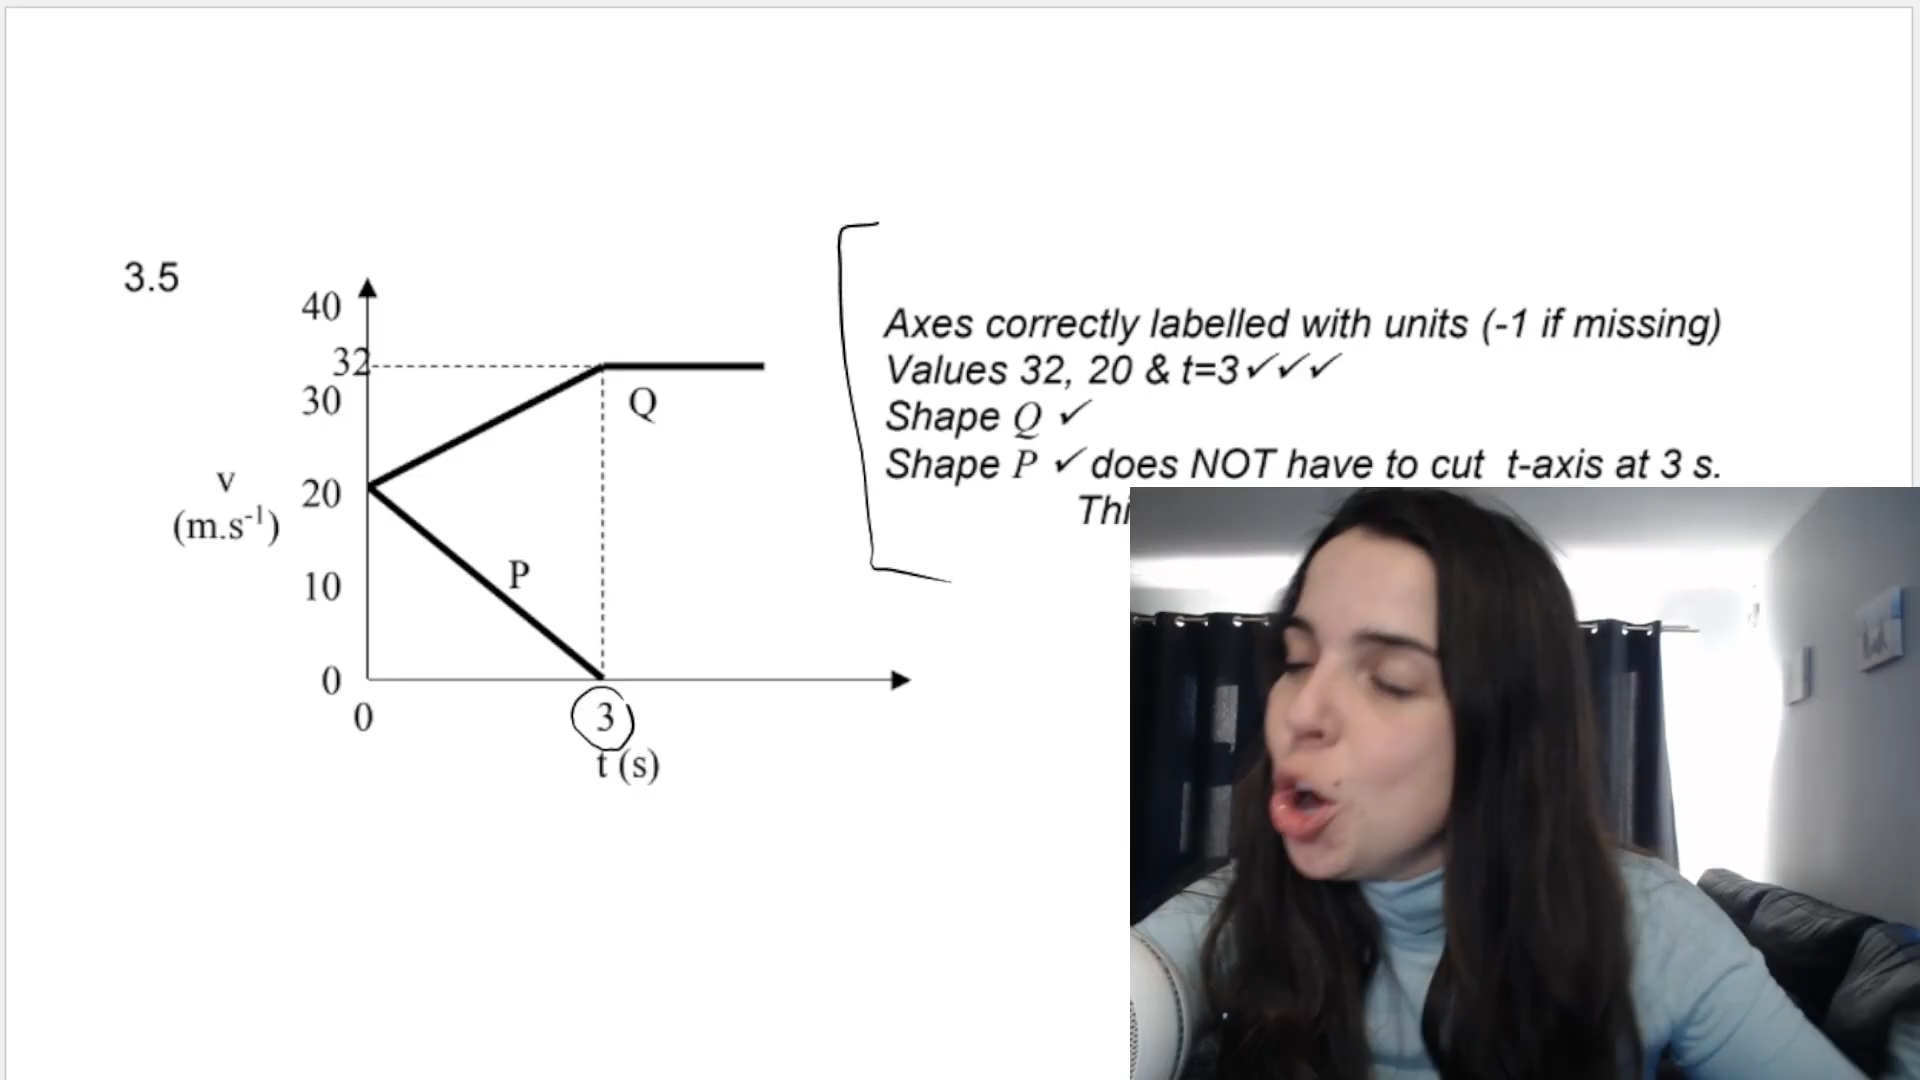 3.5
40
32
30
Q
v
20
(m.s⁻¹)
P
10
0
0
3
t (s)
Axes correctly labelled with units (-1 if missing)
Values 32, 20 & t=3✓✓✓
Shape Q ✓
Shape P ✓ does NOT have to cut t-axis at 3 s.